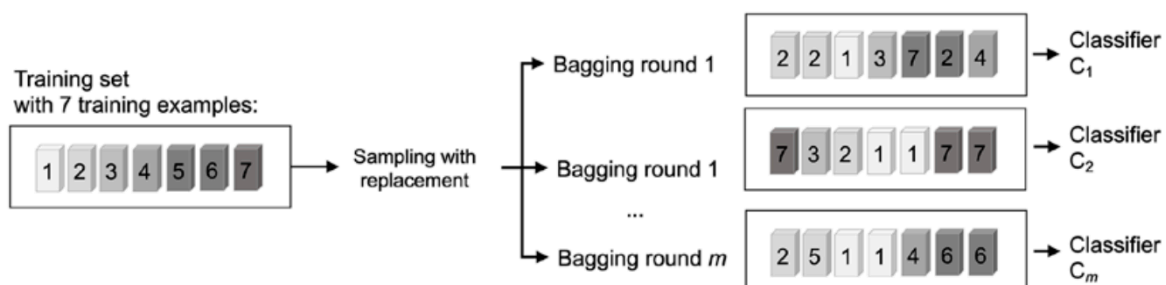 Training set
with 7 training examples:
1 2 3 4 5 6 7
Sampling with
replacement
Bagging round 1
2 2 1 3 7 2 4
Classifier
C1
Bagging round 1
7 3 2 1 1 7 7
Classifier
C2
...
Bagging round m
2 5 1 1 4 6 6
Classifier
Cm